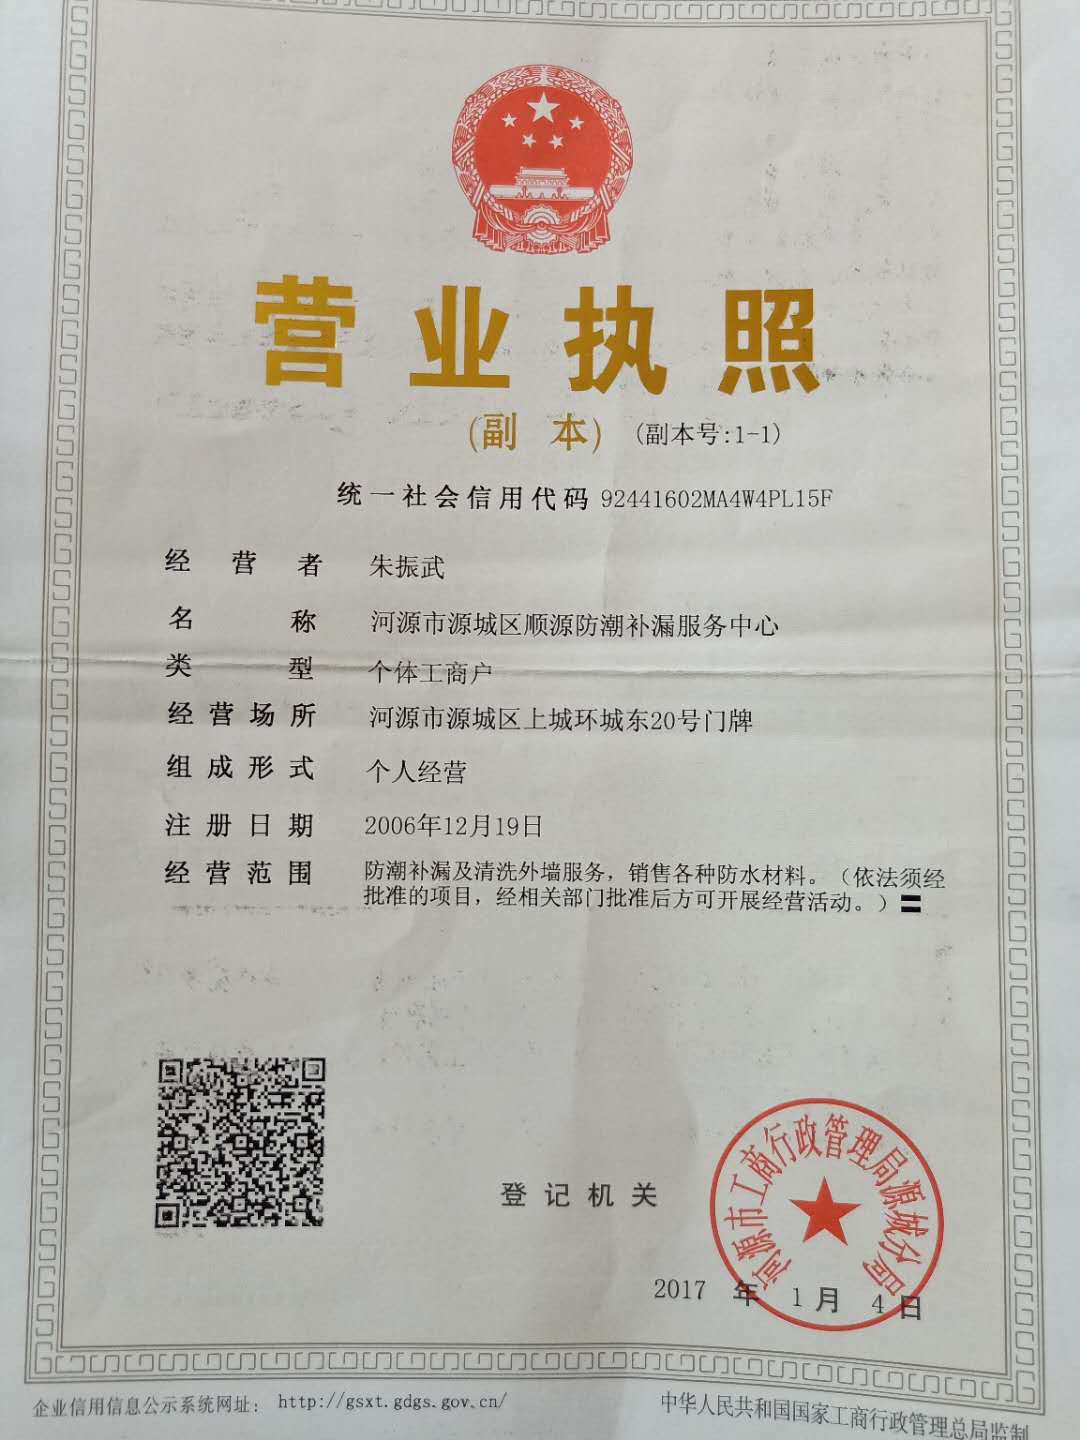 营业执照
(副 本) (副本号:1-1)
统一社会信用代码 92441602MA4W4PL15F
经营者 朱振武
名称 河源市源城区顺源防潮补漏服务中心
类型 个体工商户
经营场所 河源市源城区上城环城东20号门牌
组成形式 个人经营
注册日期 2006年12月19日
经营范围 防潮补漏及清洗外墙服务，销售各种防水材料。（依法须经
批准的项目，经相关部门批准后方可开展经营活动。）〓
河源市工商行政管理局源城分局
登记机关
2017 年 1 月 4 日
企业信用信息公示系统网址： http://gsxt.gdgs.gov.cn/
中华人民共和国国家工商行政管理总局监制